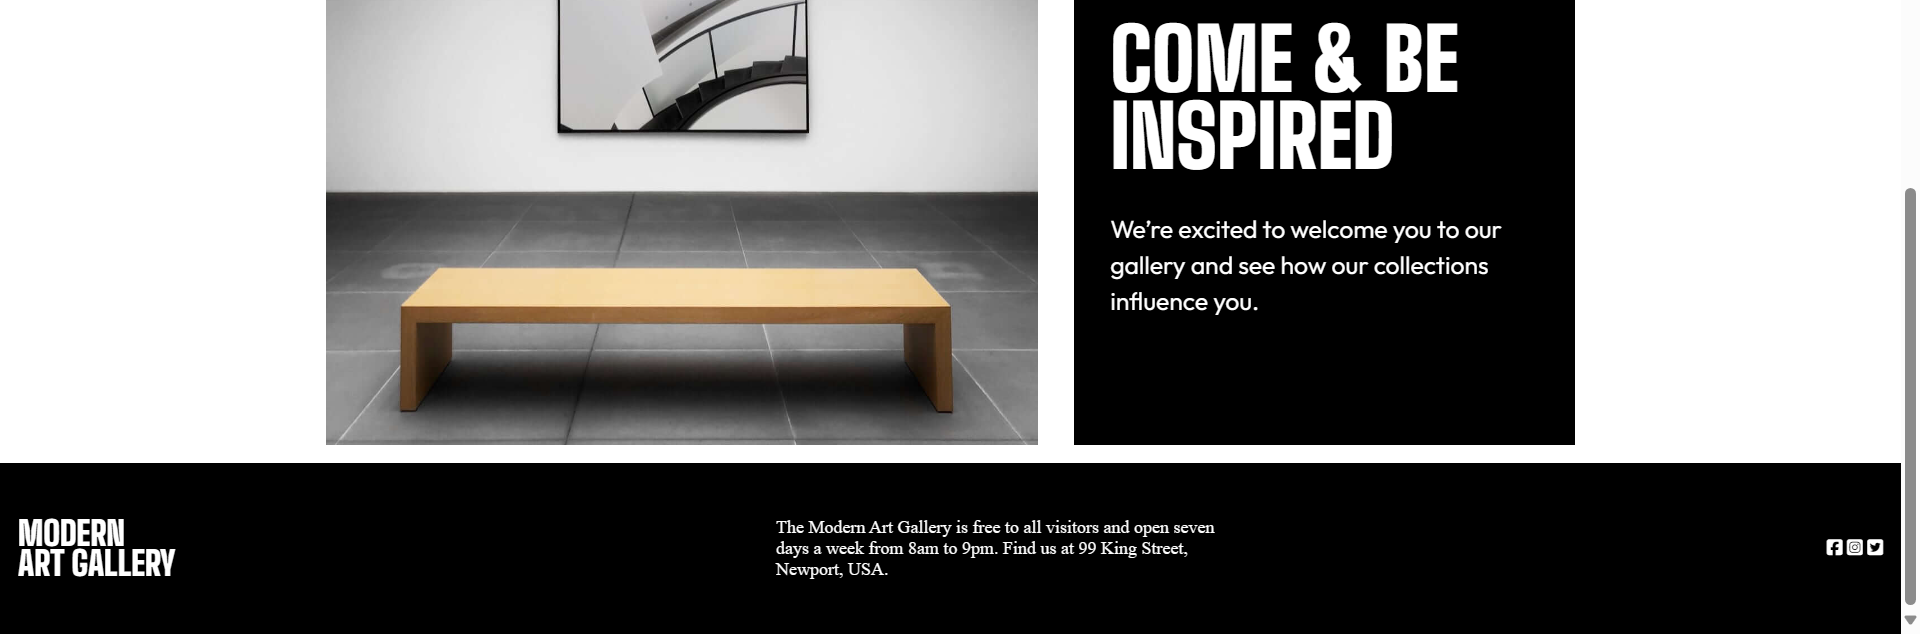 COME & BE
INSPIRED
We’re excited to welcome you to our
gallery and see how our collections
influence you.
MODERN
ART GALLERY
The Modern Art Gallery is free to all visitors and open seven
days a week from 8am to 9pm. Find us at 99 King Street,
Newport, USA.